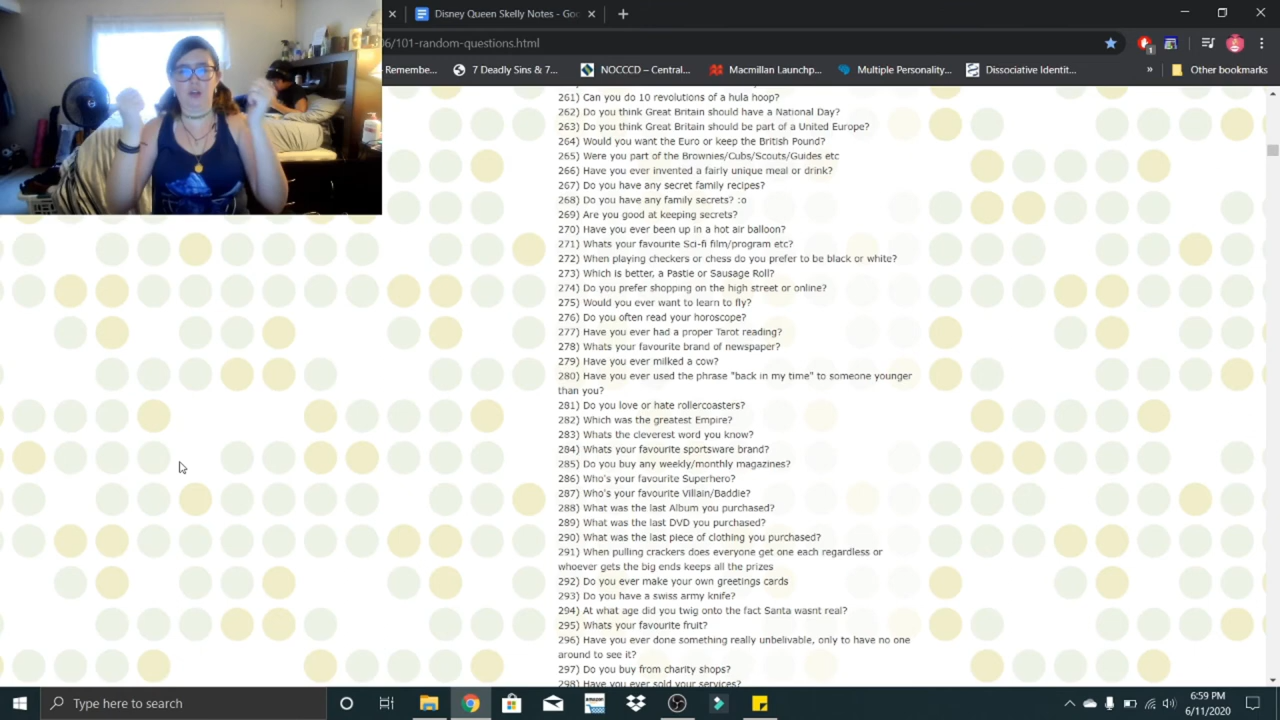 Disney Queen Skelly Notes - Goo
06/101-random-questions.html
Remembe...
7 Deadly Sins & 7...
NOCCCD – Central...
Macmillan Launchp...
Multiple Personality...
Dissociative Identit...
»
Other bookmarks
261) Can you do 10 revolutions of a hula hoop?
262) Do you think Great Britain should have a National Day?
263) Do you think Great Britain should be part of a United Europe?
264) Would you want the Euro or keep the British Pound?
265) Were you part of the Brownies/Cubs/Scouts/Guides etc
266) Have you ever invented a fairly unique meal or drink?
267) Do you have any secret family recipes?
268) Do you have any family secrets? :o
269) Are you good at keeping secrets?
270) Have you ever been up in a hot air balloon?
271) Whats your favourite Sci-fi film/program etc?
272) When playing checkers or chess do you prefer to be black or white?
273) Which is better, a Pastie or Sausage Roll?
274) Do you prefer shopping on the high street or online?
275) Would you ever want to learn to fly?
276) Do you often read your horoscope?
277) Have you ever had a proper Tarot reading?
278) Whats your favourite brand of newspaper?
279) Have you ever milked a cow?
280) Have you ever used the phrase "back in my time" to someone younger
than you?
281) Do you love or hate rollercoasters?
282) Which was the greatest Empire?
283) Whats the cleverest word you know?
284) Whats your favourite sportsware brand?
285) Do you buy any weekly/monthly magazines?
286) Who's your favourite Superhero?
287) Who's your favourite Villain/Baddie?
288) What was the last Album you purchased?
289) What was the last DVD you purchased?
290) What was the last piece of clothing you purchased?
291) When pulling crackers does everyone get one each regardless or
whoever gets the big ends keeps all the prizes
292) Do you ever make your own greetings cards
293) Do you have a swiss army knife?
294) At what age did you twig onto the fact Santa wasnt real?
295) Whats your favourite fruit?
296) Have you ever done something really unbelivable, only to have no one
around to see it?
297) Do you buy from charity shops?
298) Have you ever sold your services?
Type here to search
6:59 PM
6/11/2020